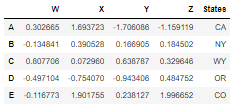 W X Y Z States
A 0.302665 1.693723 -1.706086 -1.159119 CA
B -0.134841 0.390528 0.166905 0.184502 NY
C 0.807706 0.072960 0.638787 0.329646 WY
D -0.497104 -0.754070 -0.943406 0.484752 OR
E -0.116773 1.901755 0.238127 1.996652 CO